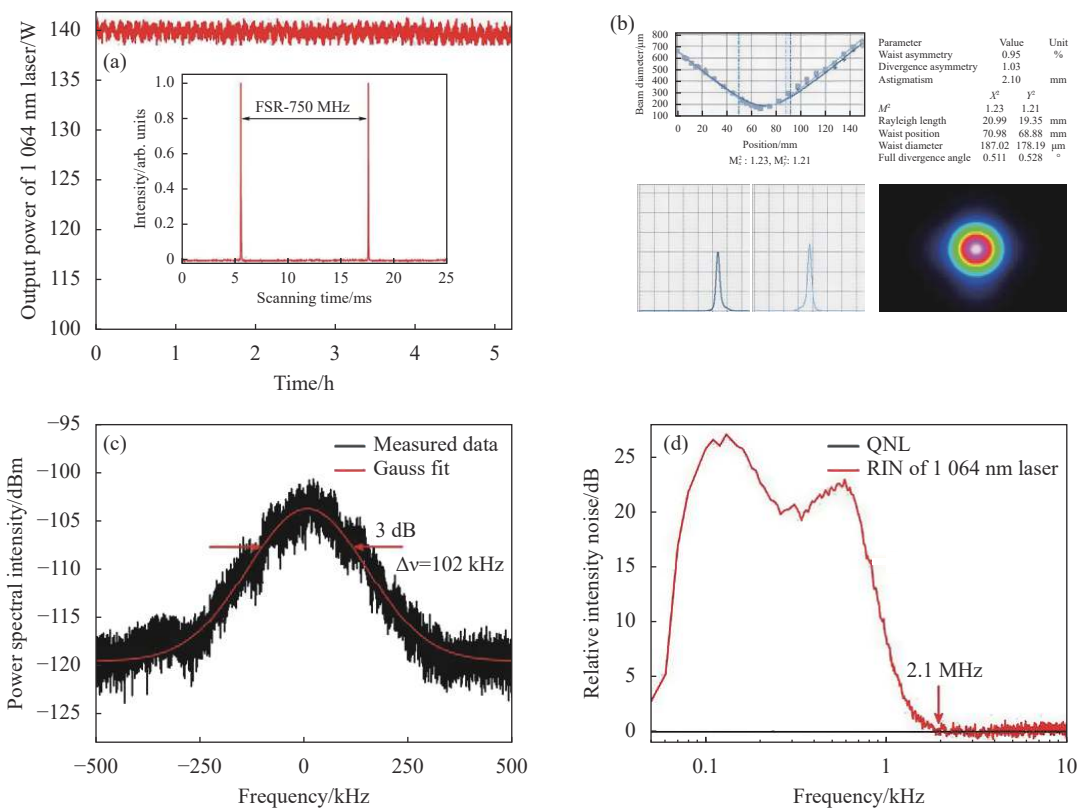 (a)
Output power of 1 064 nm laser/W
140
135
130
125
120
115
110
105
100
0 1 2 3 4 5
Time/h
Intensity/arb. units
1.0
0.8
0.6
0.4
0.2
0
FSR-750 MHz
0 5 10 15 20 25
Scanning time/ms
(b)
Beam diameter/μm
800
700
600
500
400
300
200
100
0 20 40 60 80 100 120 140
Position/mm
Parameter Value Unit
Waist asymmetry 0.95 %
Divergence asymmetry 1.03
Astigmatism 2.10 mm
X² Y²
M² 1.23 1.21
Rayleigh length 20.99 19.35 mm
Waist position 70.98 68.88 mm
Waist diameter 187.02 178.19 μm
Full divergence angle 0.511 0.528 °
(c)
Power spectral intensity/dBm
−95
−100
−105
−110
−115
−120
−125
Measured data
Gauss fit
3 dB
Δν=102 kHz
−500 −250 0 250 500
Frequency/kHz
(d)
Relative intensity noise/dB
25
20
15
10
5
0
QNL
RIN of 1 064 nm laser
2.1 MHz
0.1 1 10
Frequency/kHz